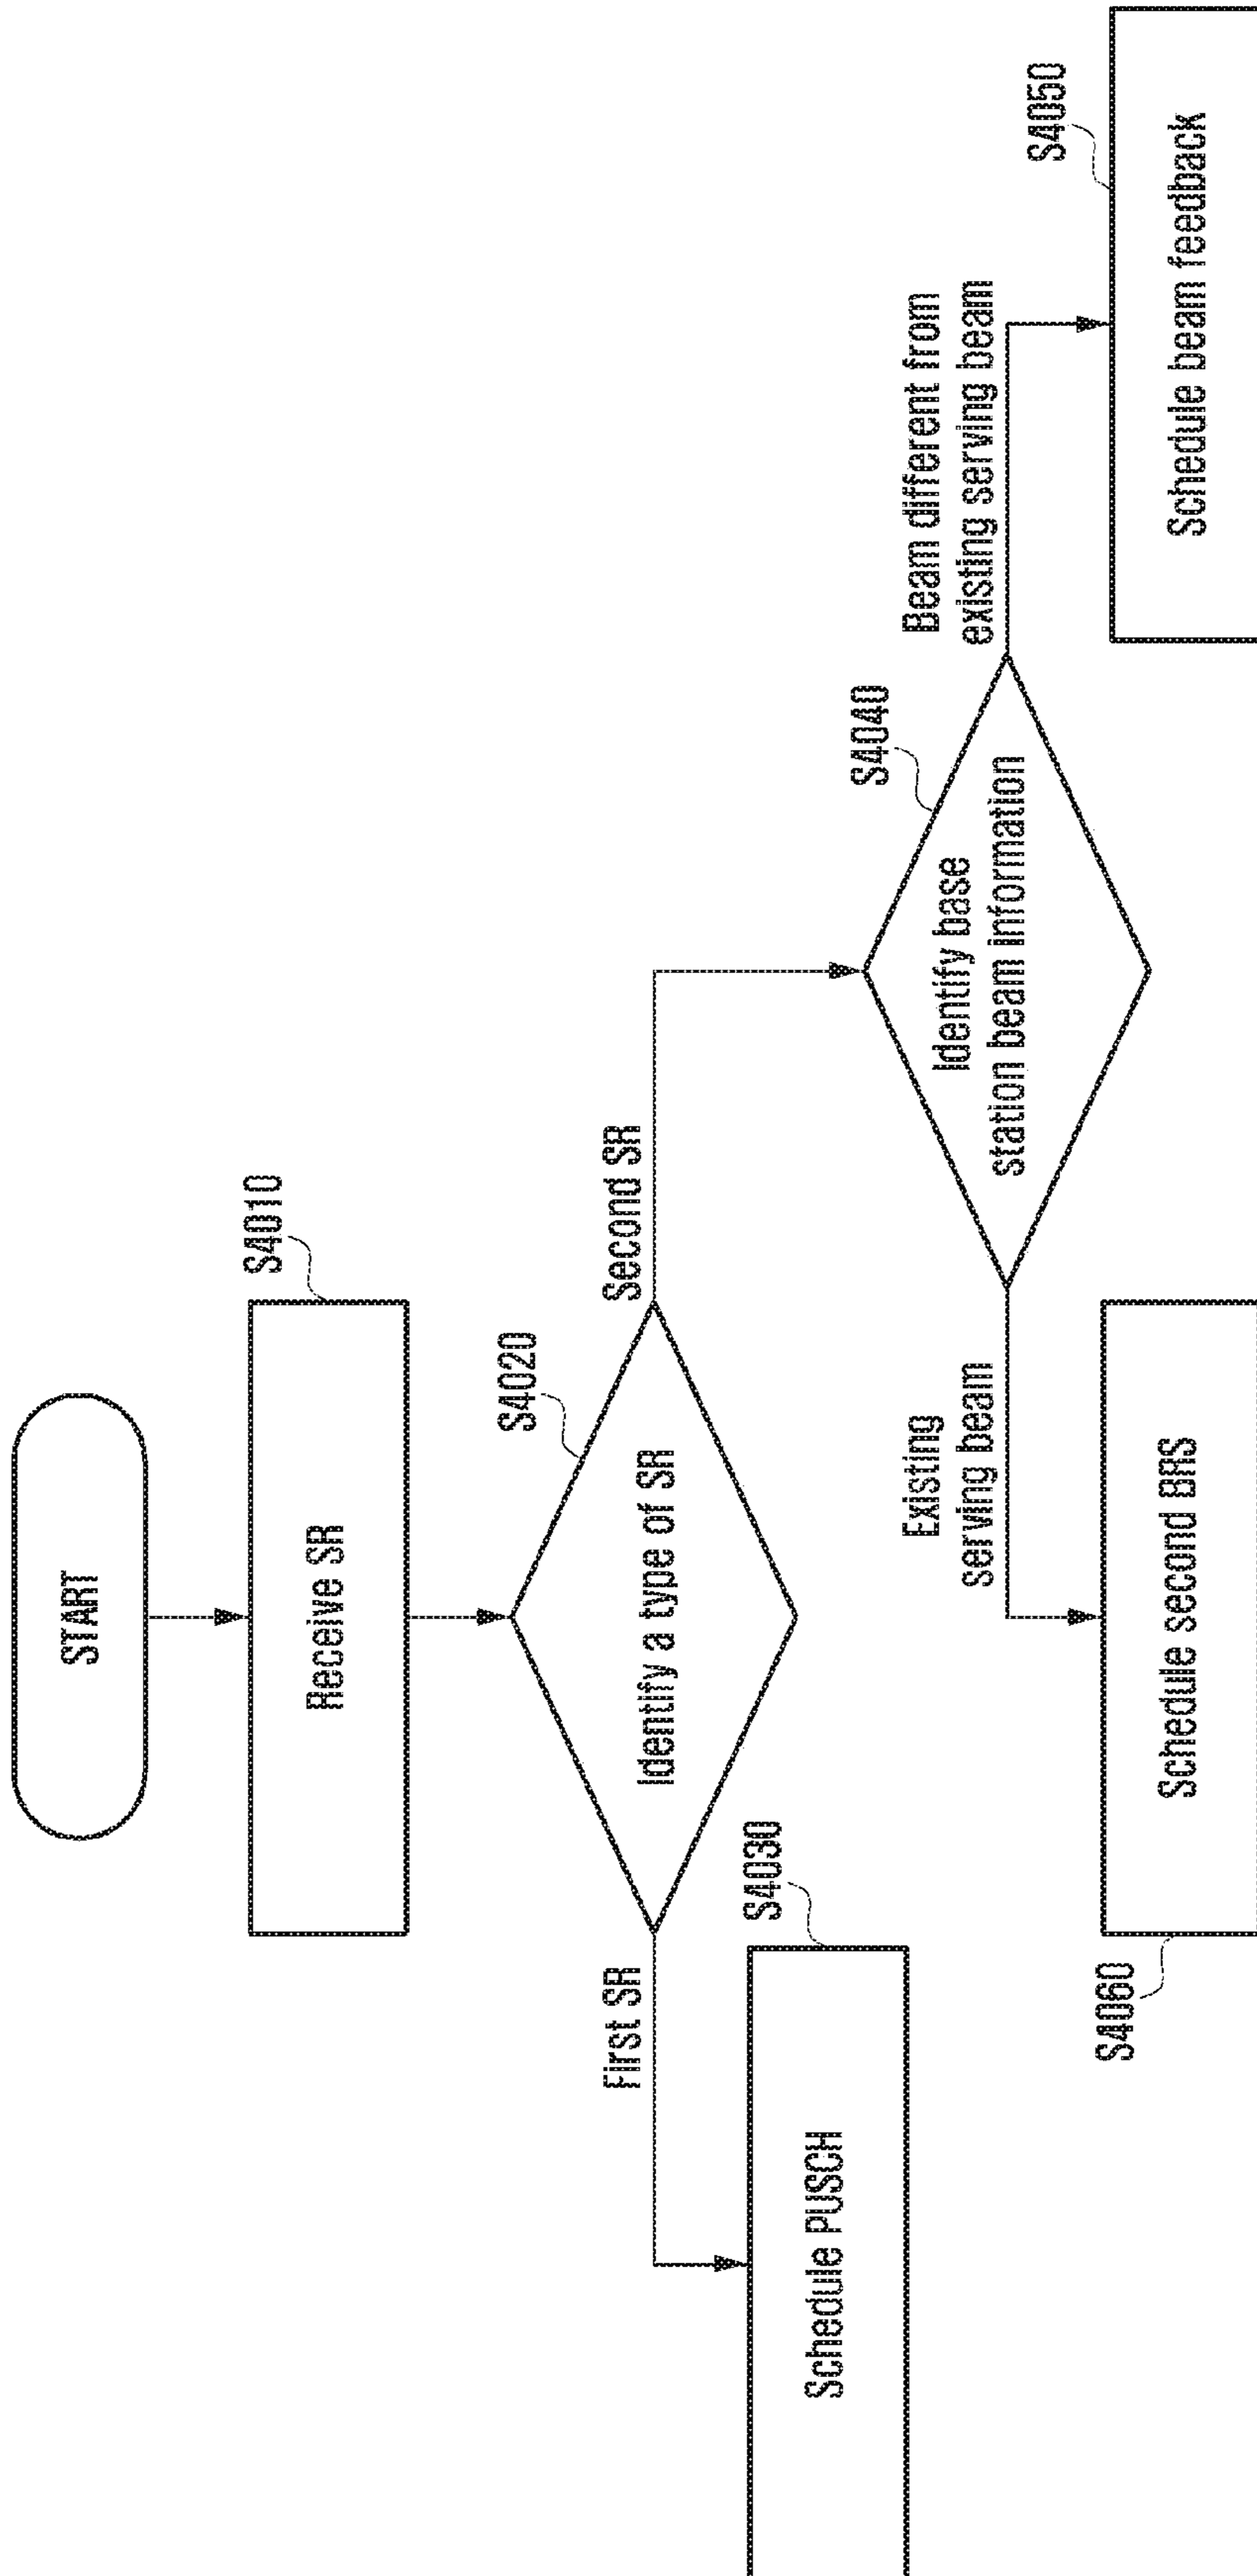 START
S4010
Receive SR
S4020
Identify a type of SR
First SR
Second SR
S4030
Schedule PUSCH
S4040
Identify base
station beam information
Existing
serving beam
Beam different from
existing serving beam
S4060
Schedule second BRS
S4050
Schedule beam feedback